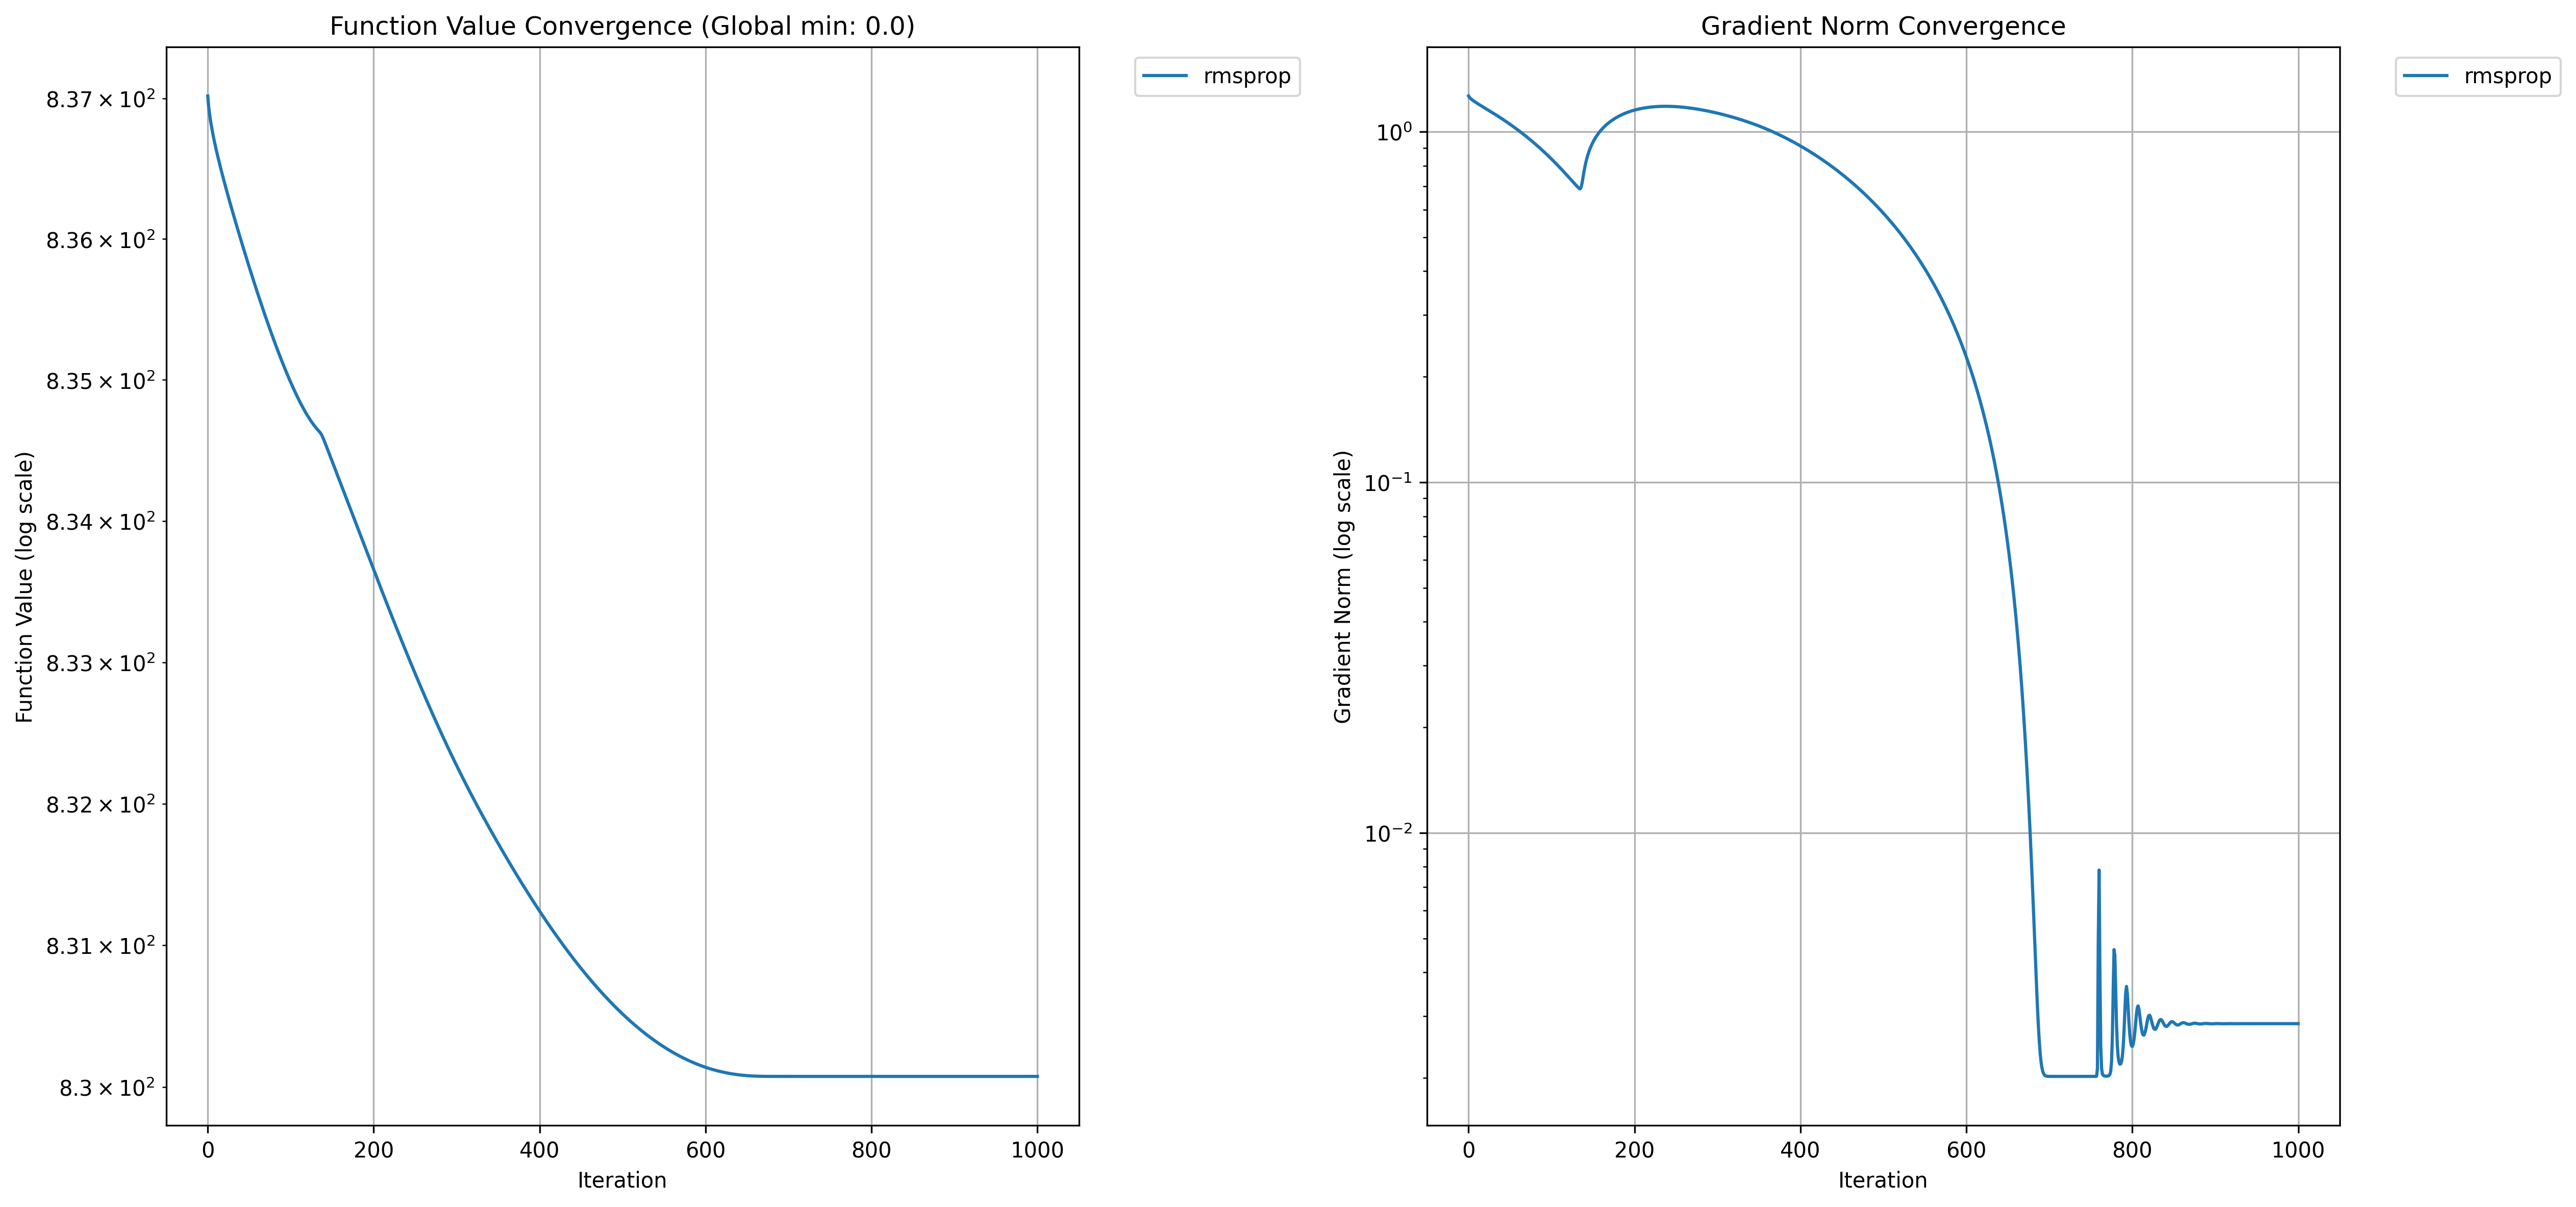 Function Value Convergence (Global min: 0.0)
rmsprop
8.37 × 10²
8.36 × 10²
8.35 × 10²
8.34 × 10²
8.33 × 10²
8.32 × 10²
8.31 × 10²
8.3 × 10²
Function Value (log scale)
0 200 400 600 800 1000
Iteration
Gradient Norm Convergence
rmsprop
10⁰
10⁻¹
10⁻²
Gradient Norm (log scale)
0 200 400 600 800 1000
Iteration